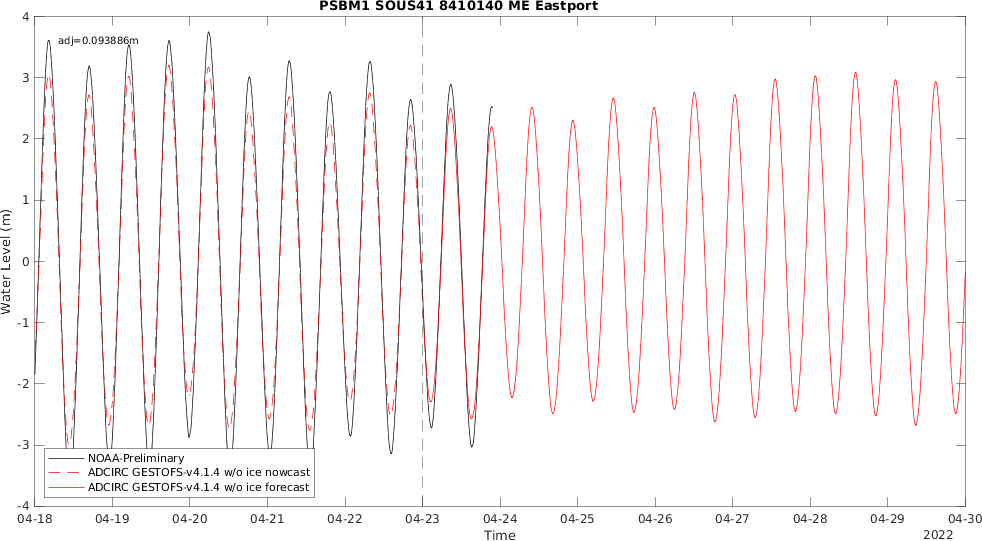 PSBM1 SOUS41 8410140 ME Eastport
adj=0.093886m
4
3
2
1
0
-1
-2
-3
-4
Water Level (m)
NOAA-Preliminary
ADCIRC GESTOFS-v4.1.4 w/o ice nowcast
ADCIRC GESTOFS-v4.1.4 w/o ice forecast
04-18 04-19 04-20 04-21 04-22 04-23 04-24 04-25 04-26 04-27 04-28 04-29 04-30
Time
2022